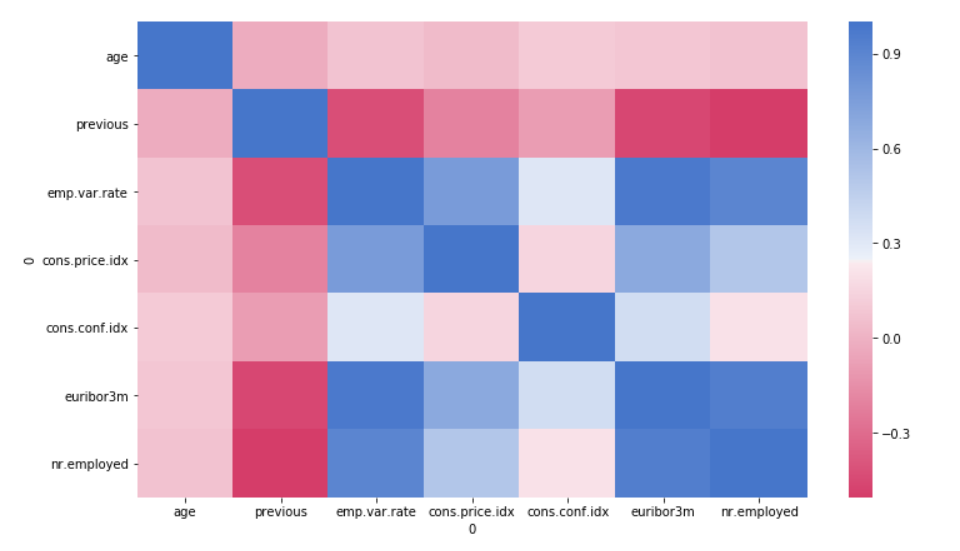 age
previous
emp.var.rate
cons.price.idx
cons.conf.idx
euribor3m
nr.employed
0
age previous emp.var.rate cons.price.idx cons.conf.idx euribor3m nr.employed
0
0.9
0.6
0.3
0.0
−0.3